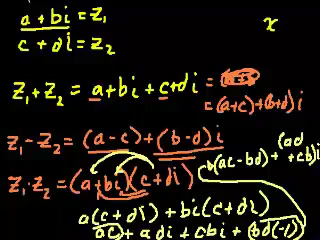 a + bi = z₁
x
c + di = z₂
z₁ + z₂ = a + bi + c + di =
= (a+c) + (b+d)i
z₁ - z₂ = (a-c) + (b-d)i
(ac-bd) + (ad + cb)i
z₁ · z₂ = (a + bi)(c + di)
a(c + di) + bi(c + di)
ac + adi + cbi + (bd(-1))